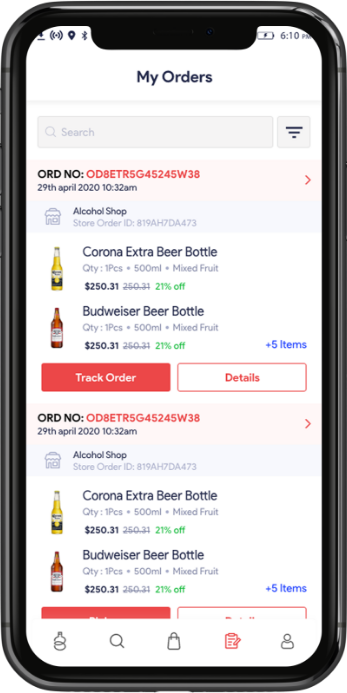 6:10 PM
My Orders
Search
ORD NO: OD8ETR5G45245W38
29th april 2020 10:32am
Alcohol Shop
Store Order ID: 819AH7DA473
Corona Extra Beer Bottle
Qty : 1Pcs • 500ml • Mixed Fruit
$250.31 250.31 21% off
Budweiser Beer Bottle
Qty : 1Pcs • 500ml • Mixed Fruit
$250.31 250.31 21% off
+5 Items
Track Order Details
ORD NO: OD8ETR5G45245W38
29th april 2020 10:32am
Alcohol Shop
Store Order ID: 819AH7DA473
Corona Extra Beer Bottle
Qty : 1Pcs • 500ml • Mixed Fruit
$250.31 250.31 21% off
Budweiser Beer Bottle
Qty : 1Pcs • 500ml • Mixed Fruit
$250.31 250.31 21% off
+5 Items